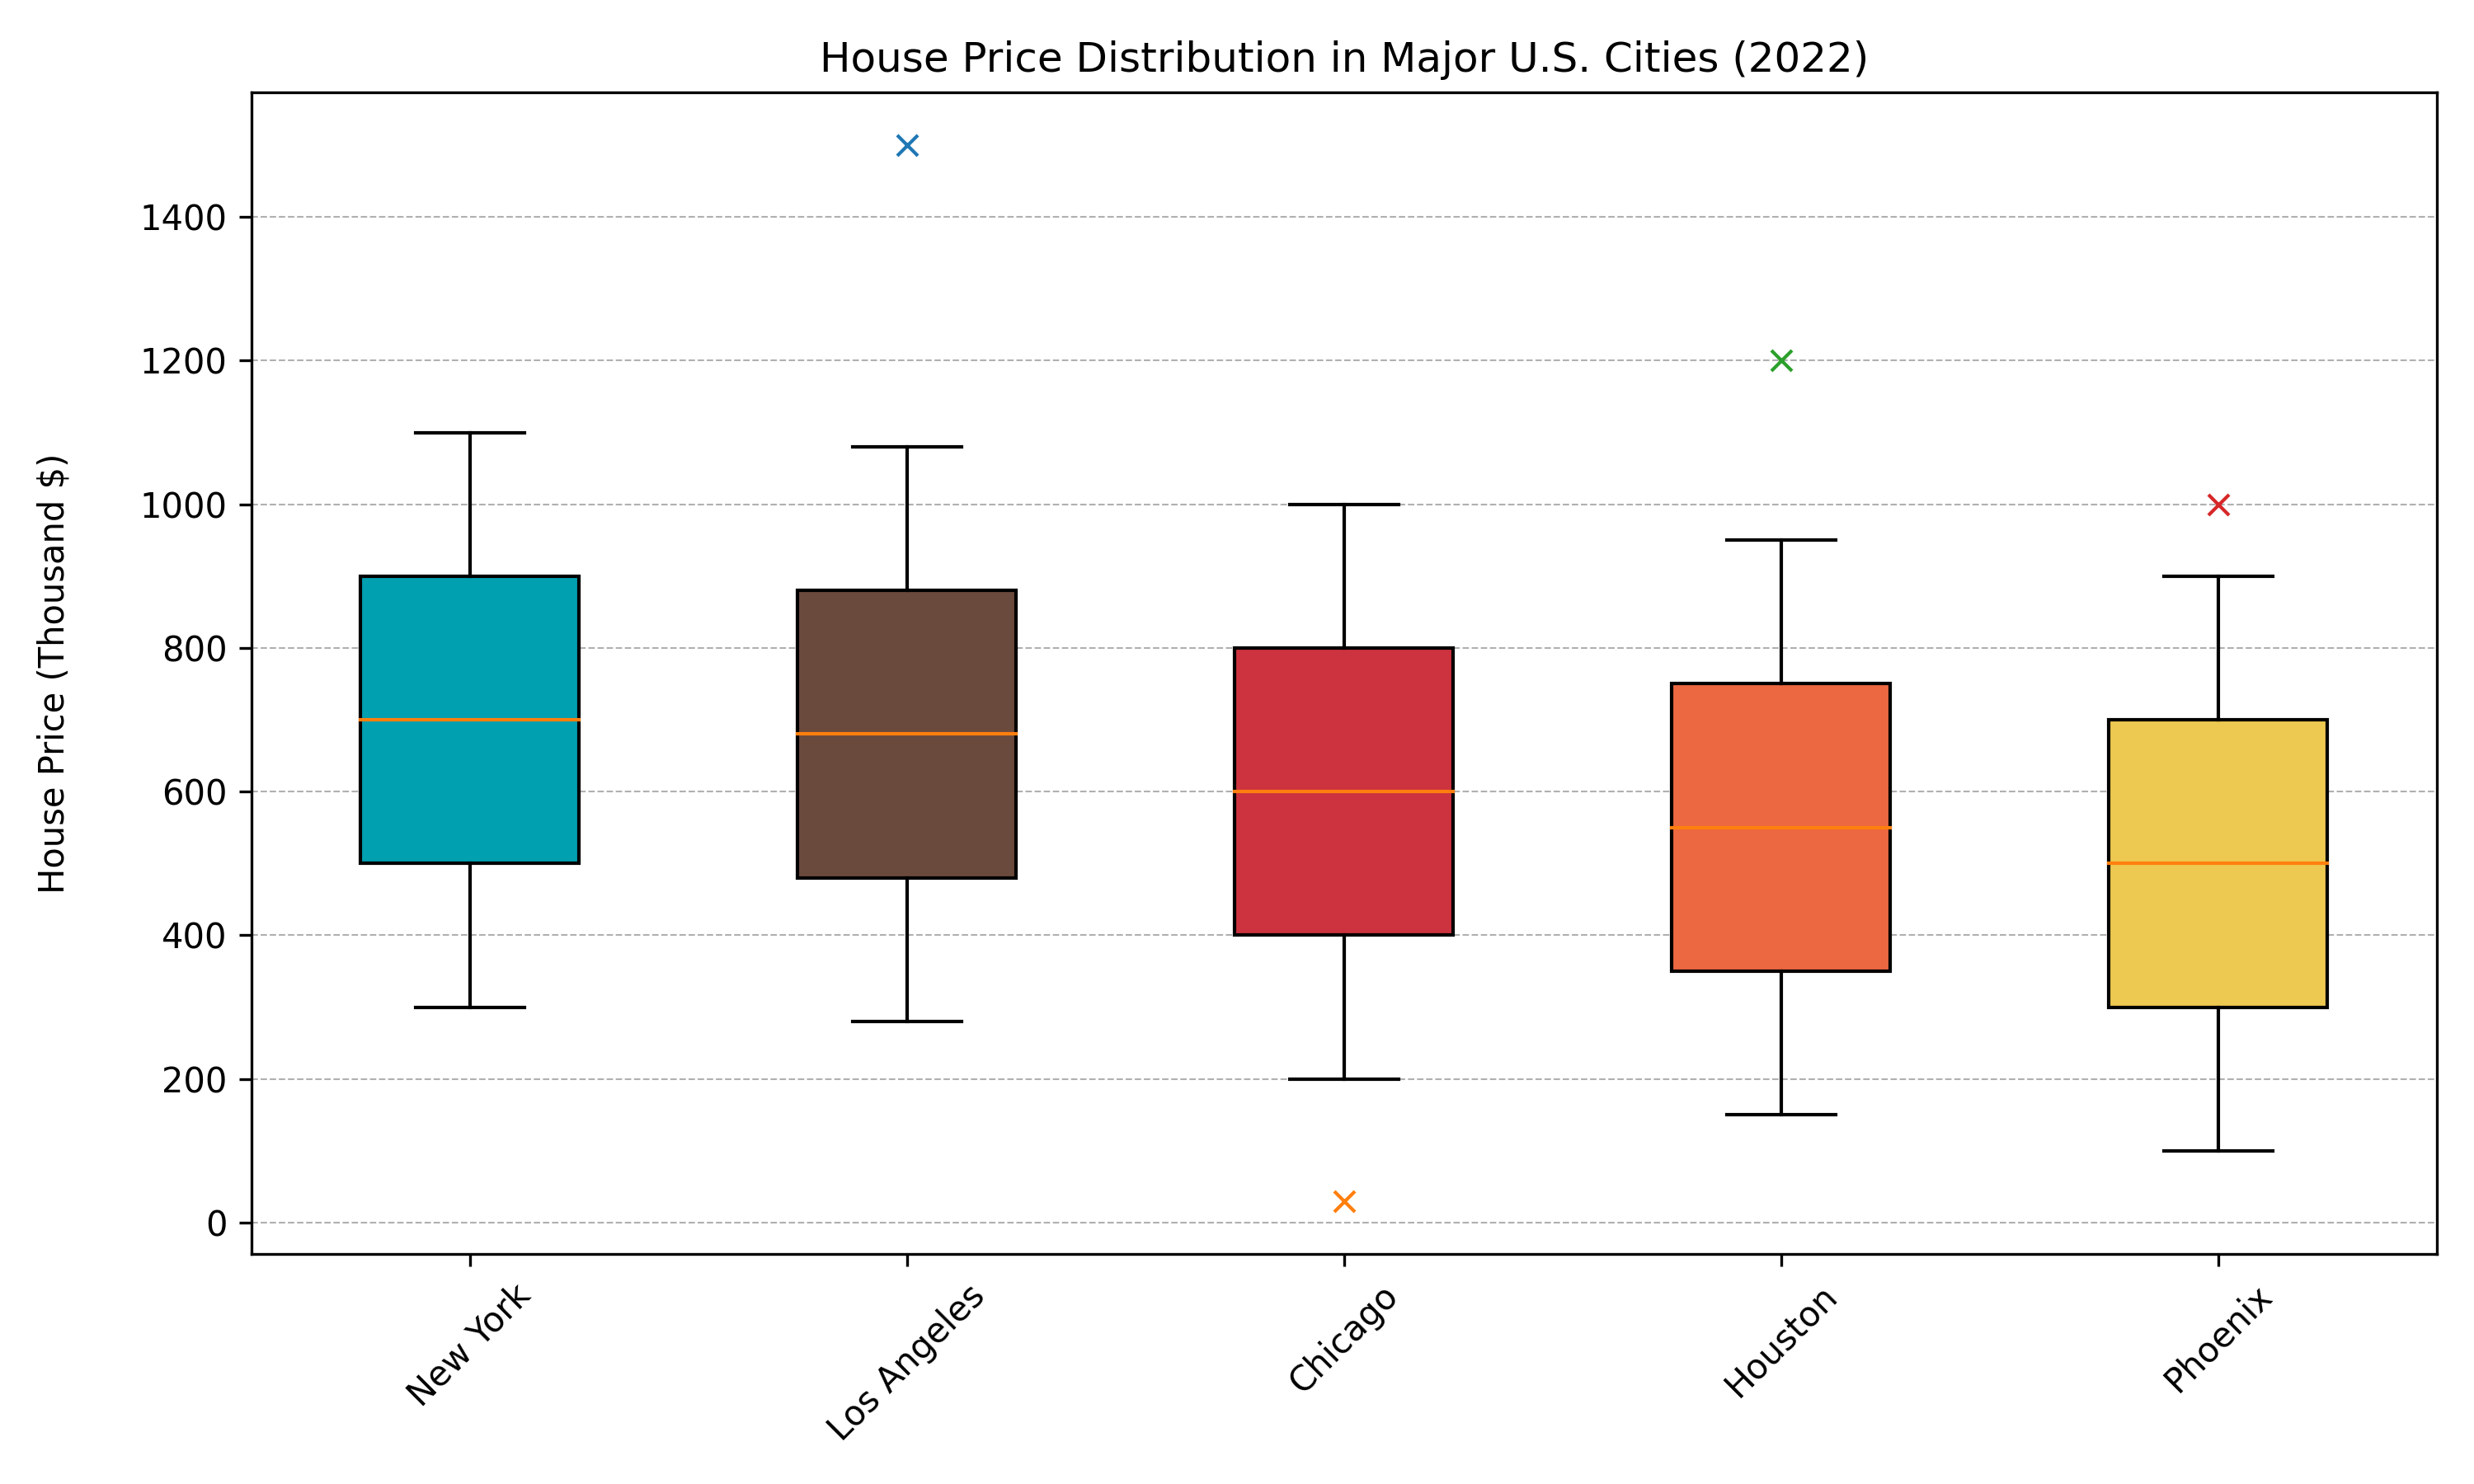 House Price Distribution in Major U.S. Cities (2022)
House Price (Thousand $)
1400
1200
1000
800
600
400
200
0
New York
Los Angeles
Chicago
Houston
Phoenix